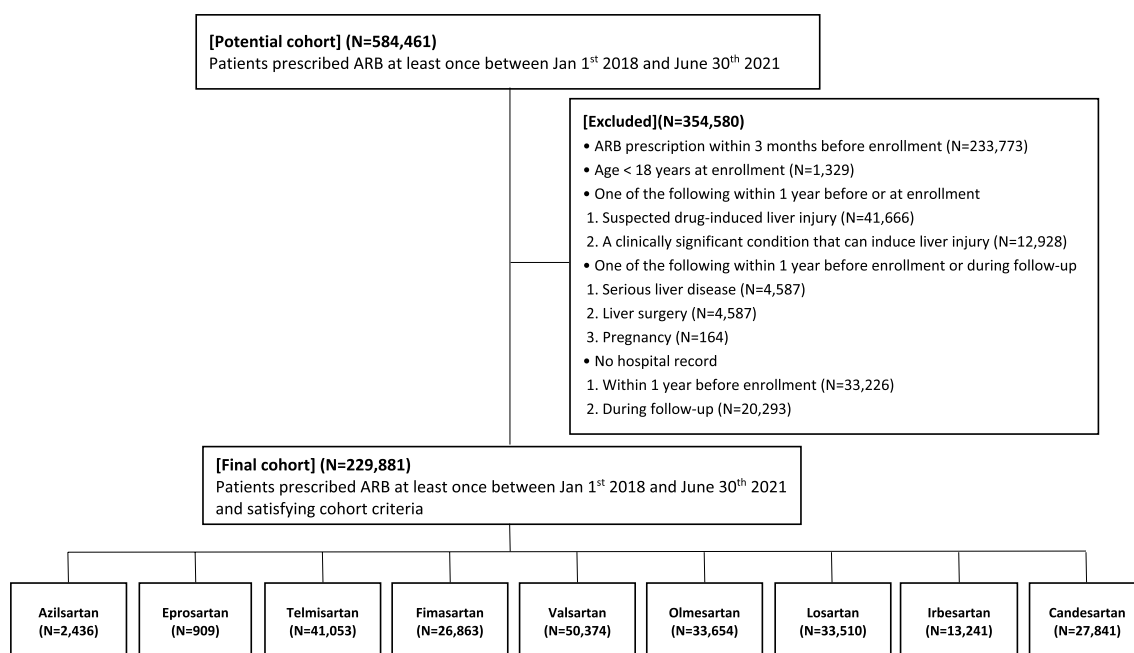 [Potential cohort] (N=584,461)
Patients prescribed ARB at least once between Jan 1st 2018 and June 30th 2021
[Excluded](N=354,580)
• ARB prescription within 3 months before enrollment (N=233,773)
• Age < 18 years at enrollment (N=1,329)
• One of the following within 1 year before or at enrollment
1. Suspected drug-induced liver injury (N=41,666)
2. A clinically significant condition that can induce liver injury (N=12,928)
• One of the following within 1 year before enrollment or during follow-up
1. Serious liver disease (N=4,587)
2. Liver surgery (N=4,587)
3. Pregnancy (N=164)
• No hospital record
1. Within 1 year before enrollment (N=33,226)
2. During follow-up (N=20,293)
[Final cohort] (N=229,881)
Patients prescribed ARB at least once between Jan 1st 2018 and June 30th 2021
and satisfying cohort criteria
Azilsartan
(N=2,436)
Eprosartan
(N=909)
Telmisartan
(N=41,053)
Fimasartan
(N=26,863)
Valsartan
(N=50,374)
Olmesartan
(N=33,654)
Losartan
(N=33,510)
Irbesartan
(N=13,241)
Candesartan
(N=27,841)